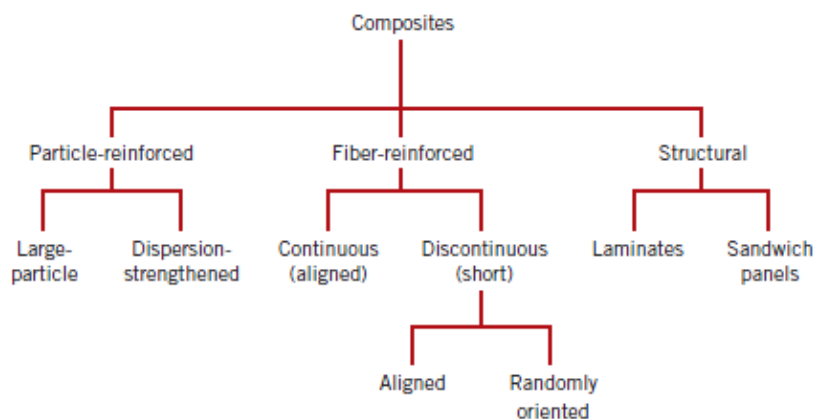 Composites
Particle-reinforced
Fiber-reinforced
Structural
Large-
particle
Dispersion-
strengthened
Continuous
(aligned)
Discontinuous
(short)
Laminates
Sandwich
panels
Aligned
Randomly
oriented